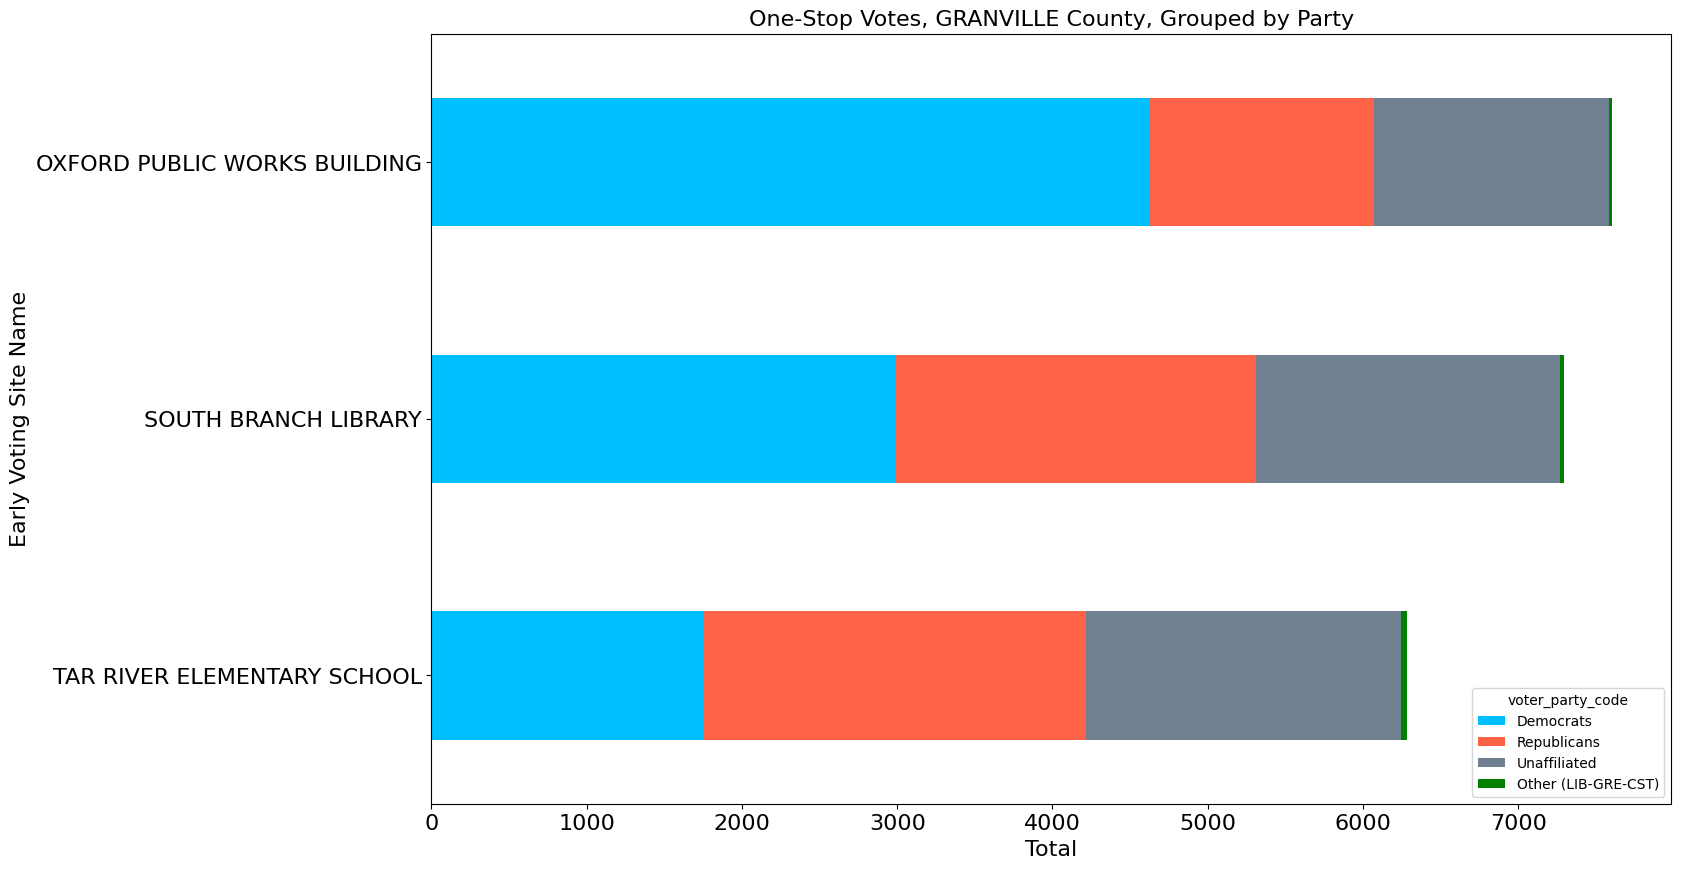 One-Stop Votes, GRANVILLE County, Grouped by Party
Early Voting Site Name
OXFORD PUBLIC WORKS BUILDING
SOUTH BRANCH LIBRARY
TAR RIVER ELEMENTARY SCHOOL
voter_party_code
Democrats
Republicans
Unaffiliated
Other (LIB-GRE-CST)
0 1000 2000 3000 4000 5000 6000 7000
Total